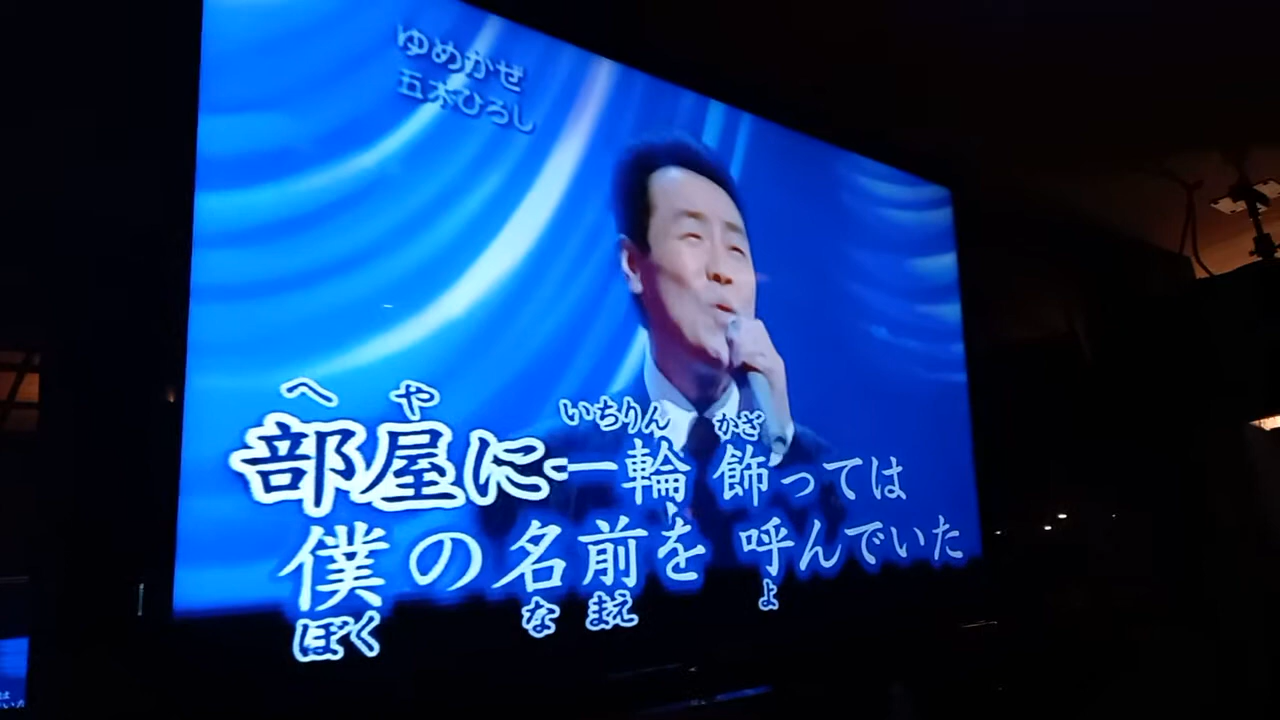 ゆめかぜ
五木ひろし
へや いちりん かざ
部屋に一輪 飾っては
僕の名前を 呼んでいた
ぼく な まえ よ